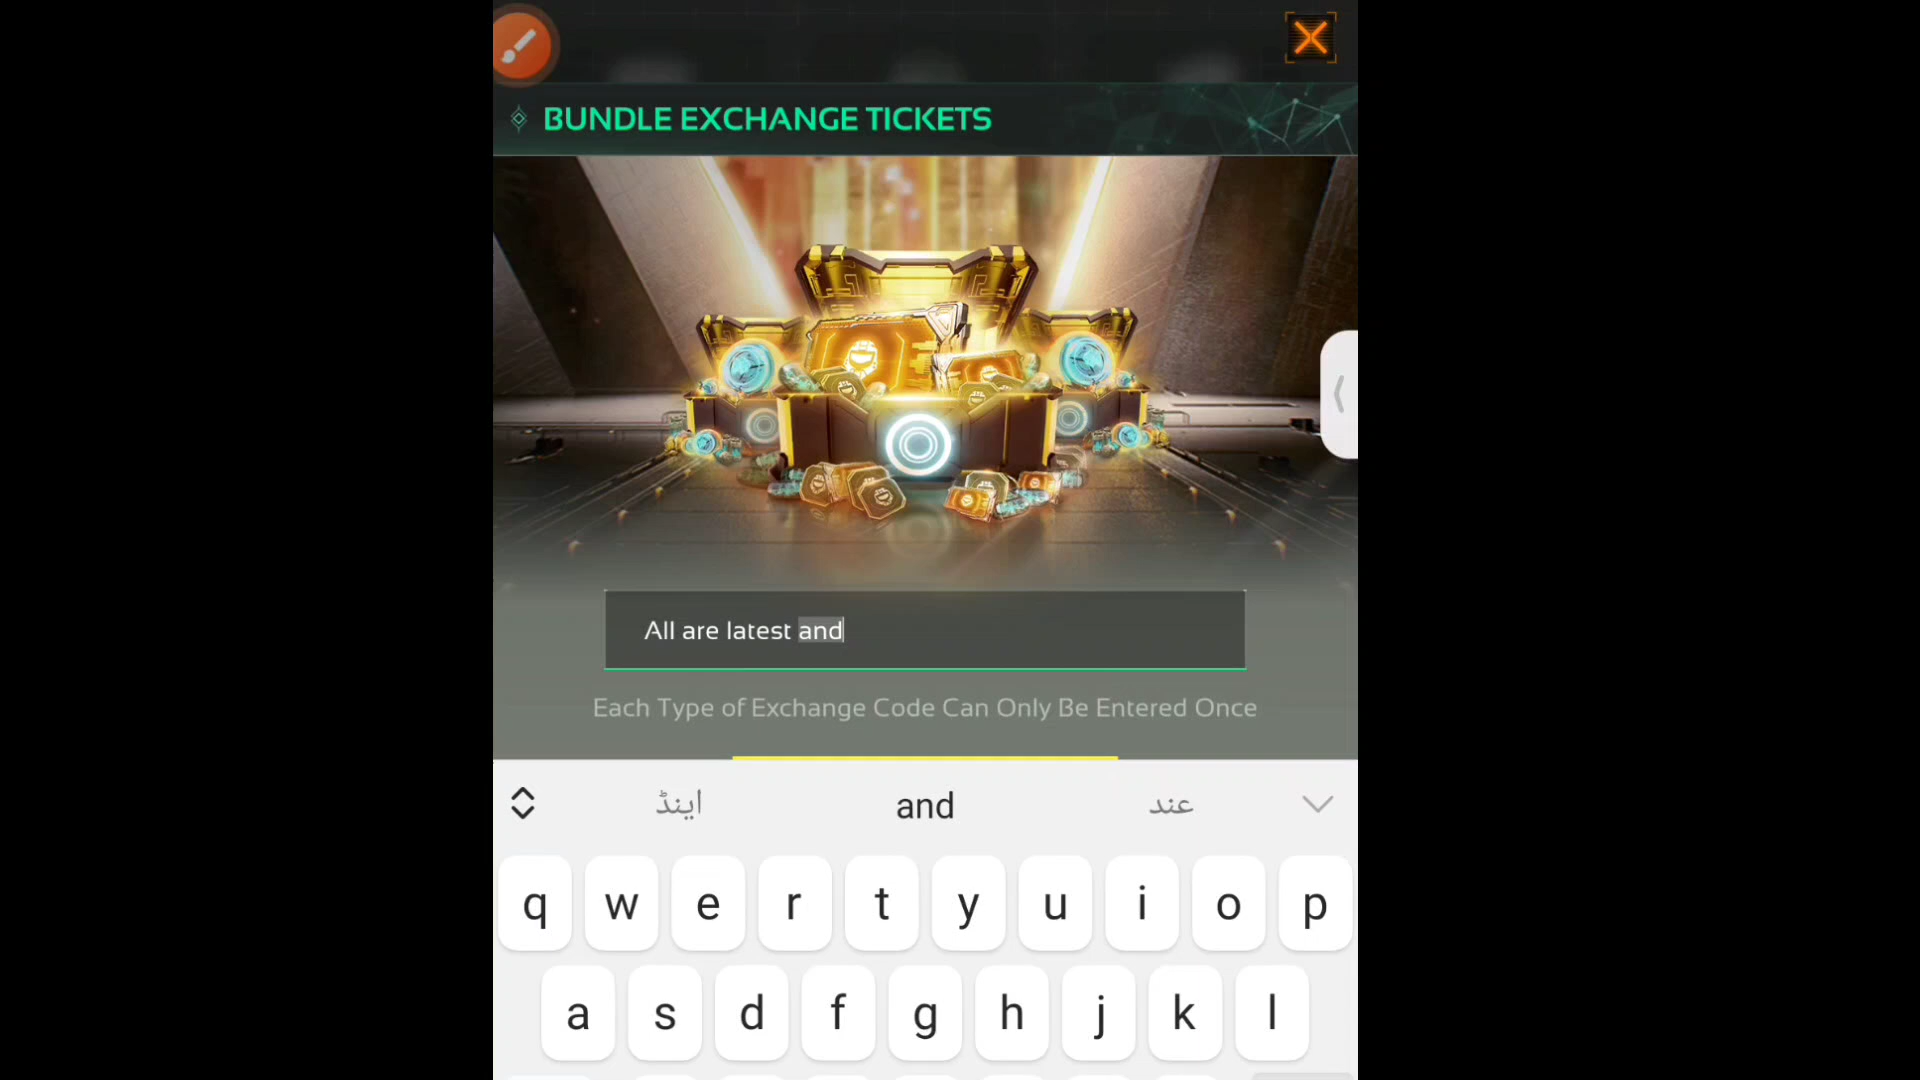 BUNDLE EXCHANGE TICKETS
All are latest and
Each Type of Exchange Code Can Only Be Entered Once
اینڈ and عند
q w e r t y u i o p
a s d f g h j k l